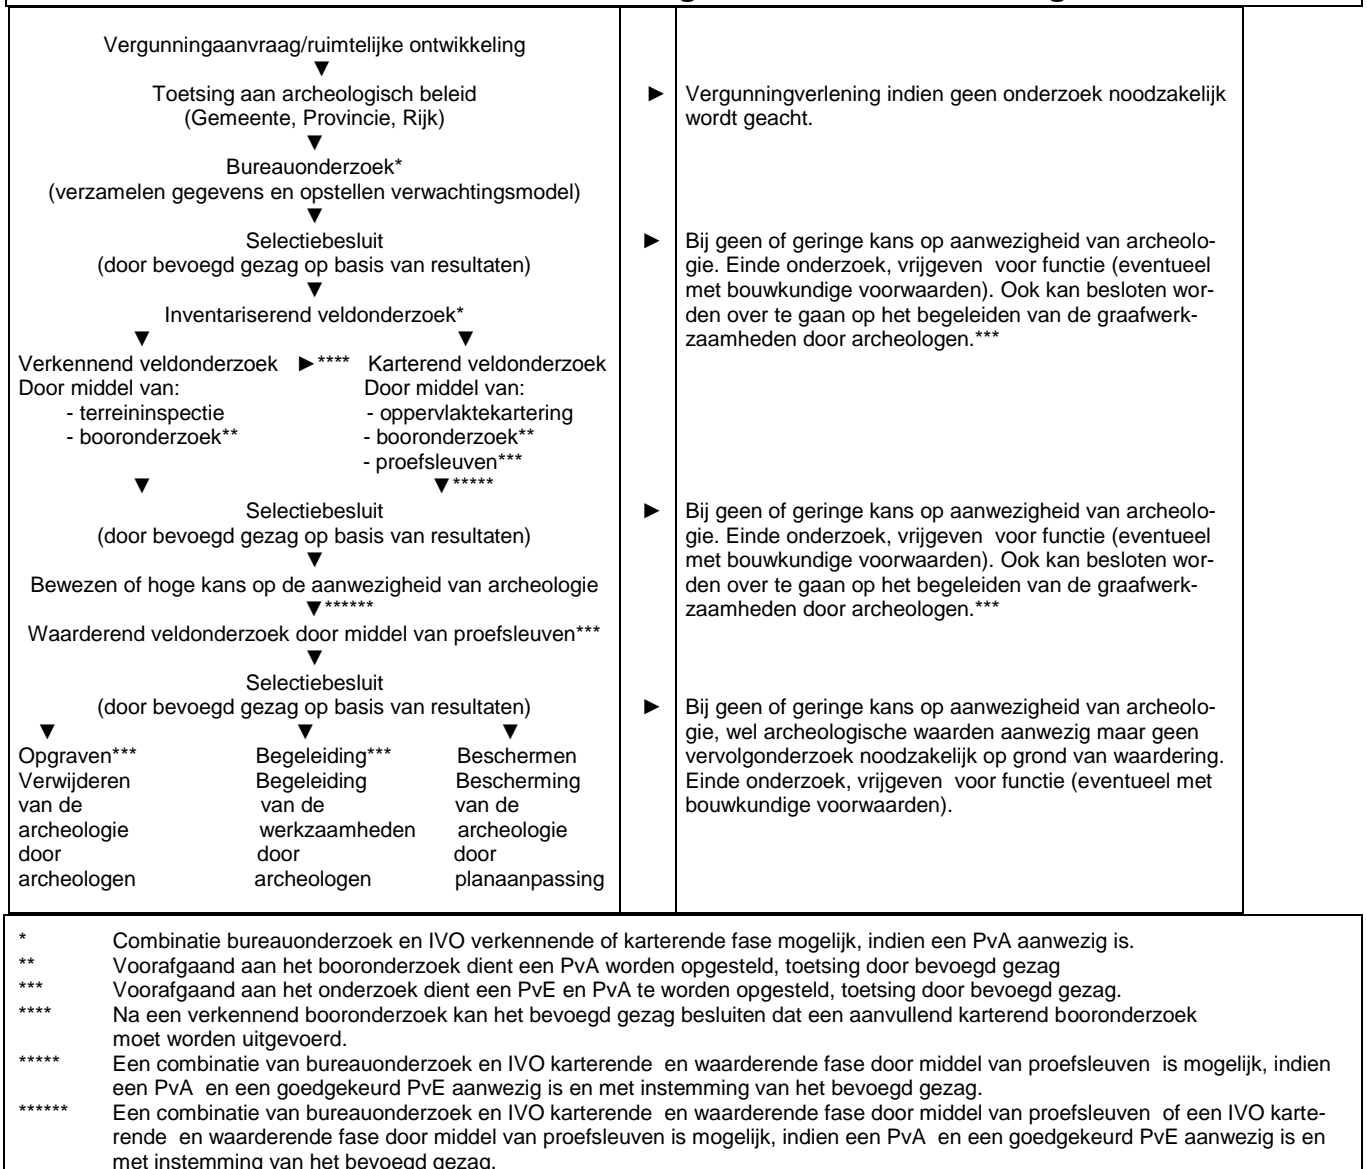 Vergunningaanvraag/ruimtelijke ontwikkeling
▼
Toetsing aan archeologisch beleid
(Gemeente, Provincie, Rijk)
► Vergunningverlening indien geen onderzoek noodzakelijk
wordt geacht.
▼
Bureauonderzoek*
(verzamelen gegevens en opstellen verwachtingsmodel)
▼
Selectiebesluit
(door bevoegd gezag op basis van resultaten)
► Bij geen of geringe kans op aanwezigheid van archeolo-
gie. Einde onderzoek, vrijgeven voor functie (eventueel
met bouwkundige voorwaarden). Ook kan besloten wor-
den over te gaan op het begeleiden van de graafwerk-
zaamheden door archeologen.***
▼
Inventariserend veldonderzoek*
▼ ▼
Verkennend veldonderzoek ►**** Karterend veldonderzoek
Door middel van: Door middel van:
- terreininspectie - oppervlaktekartering
- booronderzoek** - booronderzoek**
- proefsleuven***
▼ ▼*****
Selectiebesluit
(door bevoegd gezag op basis van resultaten)
► Bij geen of geringe kans op aanwezigheid van archeolo-
gie. Einde onderzoek, vrijgeven voor functie (eventueel
met bouwkundige voorwaarden). Ook kan besloten wor-
den over te gaan op het begeleiden van de graafwerk-
zaamheden door archeologen.***
▼
Bewezen of hoge kans op de aanwezigheid van archeologie
▼******
Waarderend veldonderzoek door middel van proefsleuven***
▼
Selectiebesluit
(door bevoegd gezag op basis van resultaten)
► Bij geen of geringe kans op aanwezigheid van archeolo-
gie, wel archeologische waarden aanwezig maar geen
vervolgonderzoek noodzakelijk op grond van waardering.
Einde onderzoek, vrijgeven voor functie (eventueel met
bouwkundige voorwaarden).
▼ ▼ ▼
Opgraven*** Begeleiding*** Beschermen
Verwijderen Begeleiding Bescherming
van de van de van de
archeologie werkzaamheden archeologie
door door door
archeologen archeologen planaanpassing
* Combinatie bureauonderzoek en IVO verkennende of karterende fase mogelijk, indien een PvA aanwezig is.
** Voorafgaand aan het booronderzoek dient een PvA worden opgesteld, toetsing door bevoegd gezag
*** Voorafgaand aan het onderzoek dient een PvE en PvA te worden opgesteld, toetsing door bevoegd gezag.
**** Na een verkennend booronderzoek kan het bevoegd gezag besluiten dat een aanvullend karterend booronderzoek
moet worden uitgevoerd.
***** Een combinatie van bureauonderzoek en IVO karterende en waarderende fase door middel van proefsleuven is mogelijk, indien
een PvA en een goedgekeurd PvE aanwezig is en met instemming van het bevoegd gezag.
****** Een combinatie van bureauonderzoek en IVO karterende en waarderende fase door middel van proefsleuven of een IVO karte-
rende en waarderende fase door middel van proefsleuven is mogelijk, indien een PvA en een goedgekeurd PvE aanwezig is en
met instemming van het bevoegd gezag.